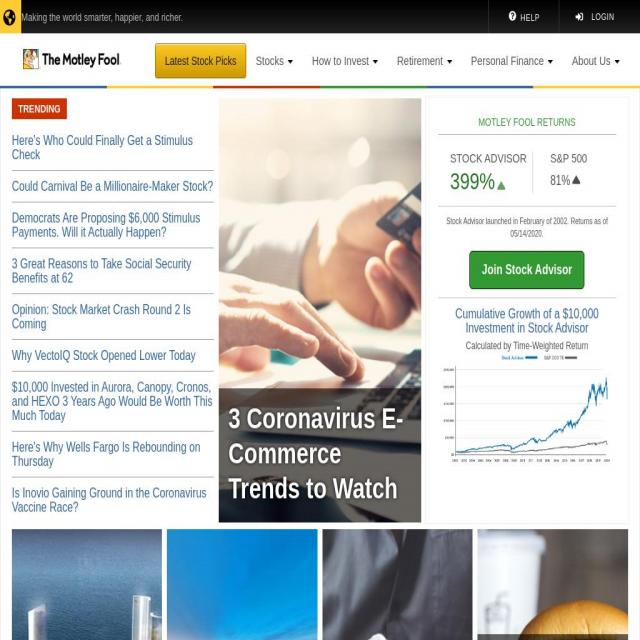 Making the world smarter, happier, and richer.
HELP
LOGIN
The Motley Fool
Latest Stock Picks
Stocks
How to Invest
Retirement
Personal Finance
About Us
TRENDING
Here's Who Could Finally Get a Stimulus
Check
Could Carnival Be a Millionaire-Maker Stock?
Democrats Are Proposing $6,000 Stimulus
Payments. Will it Actually Happen?
3 Great Reasons to Take Social Security
Benefits at 62
Opinion: Stock Market Crash Round 2 Is
Coming
Why VectoIQ Stock Opened Lower Today
$10,000 Invested in Aurora, Canopy, Cronos,
and HEXO 3 Years Ago Would Be Worth This
Much Today
Here's Why Wells Fargo Is Rebounding on
Thursday
Is Inovio Gaining Ground in the Coronavirus
Vaccine Race?
3 Coronavirus E-
Commerce
Trends to Watch
MOTLEY FOOL RETURNS
STOCK ADVISOR
S&P 500
399%
81%
Stock Advisor launched in February of 2002. Returns as of
05/14/2020.
Join Stock Advisor
Cumulative Growth of a $10,000
Investment in Stock Advisor
Calculated by Time-Weighted Return
Stock Advisor